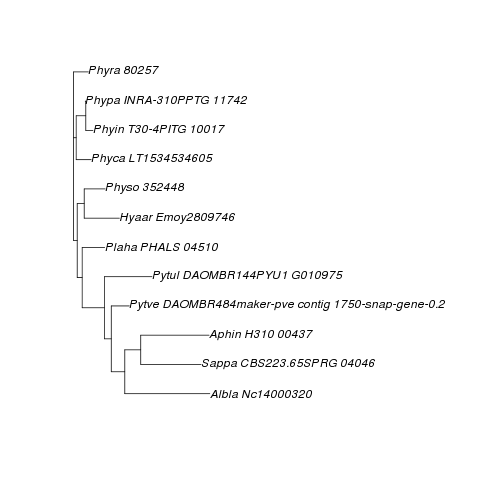 Phyra 80257
Phypa INRA-310PPTG 11742
Phyin T30-4PITG 10017
Phyca LT1534534605
Physo 352448
Hyaar Emoy2809746
Plaha PHALS 04510
Pytul DAOMBR144PYU1 G010975
Pytve DAOMBR484maker-pve contig 1750-snap-gene-0.2
Aphin H310 00437
Sappa CBS223.65SPRG 04046
Albla Nc14000320